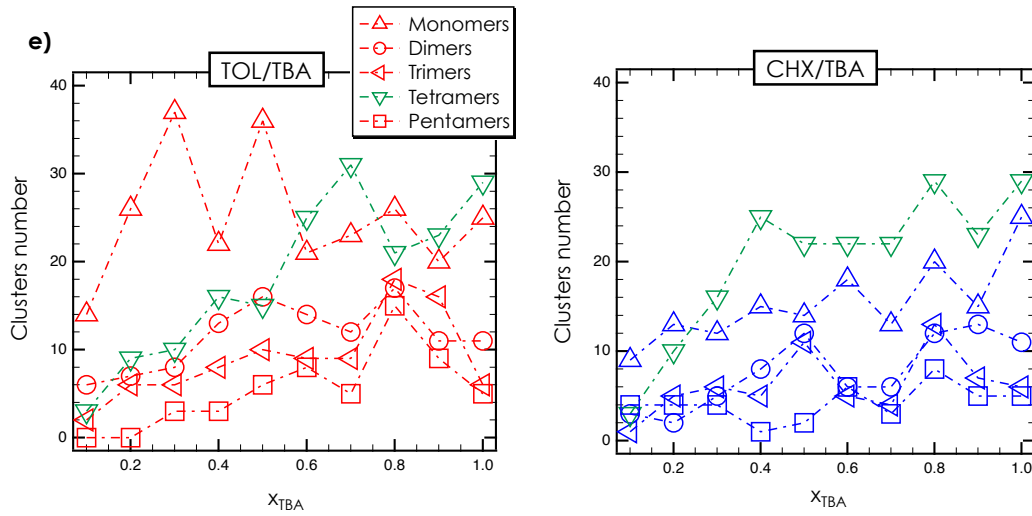 e)
TOL/TBA
Monomers
Dimers
Trimers
Tetramers
Pentamers
CHX/TBA
Clusters number
40
30
20
10
0
0.2 0.4 0.6 0.8 1.0
xTBA
Clusters number
40
30
20
10
0
0.2 0.4 0.6 0.8 1.0
xTBA